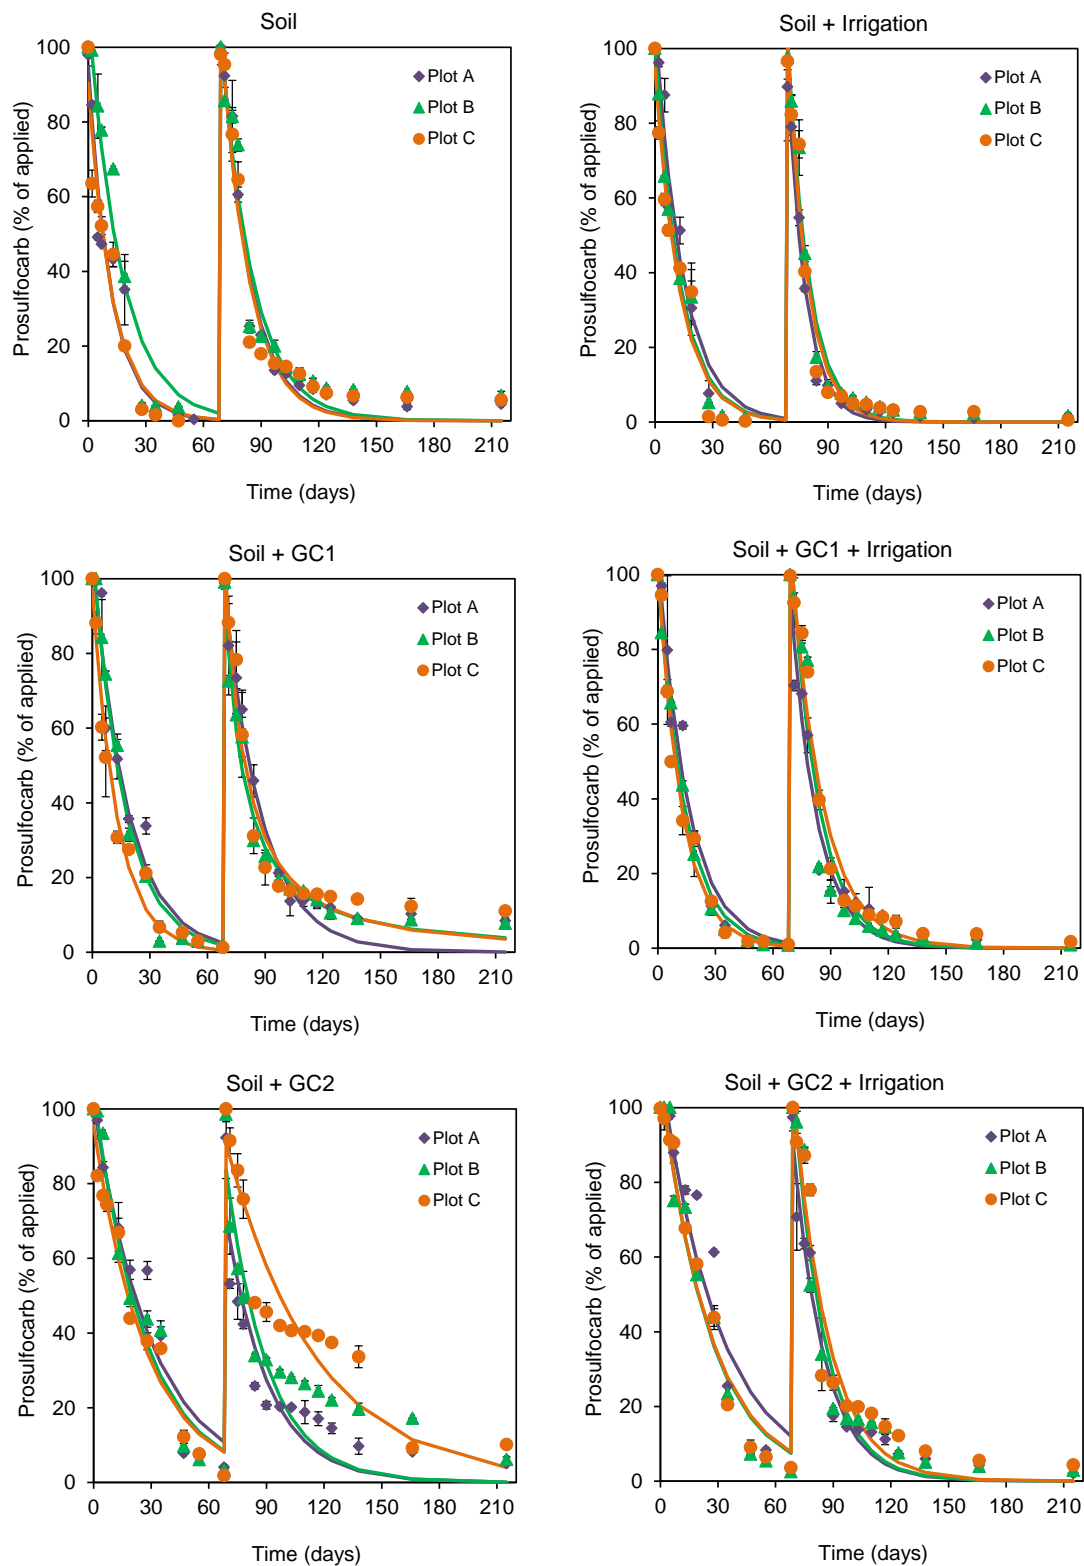 Soil
Prosulfocarb (% of applied)
100
80
60
40
20
0
Plot A
Plot B
Plot C
0 30 60 90 120 150 180 210
Time (days)
Soil + Irrigation
Prosulfocarb (% of applied)
100
80
60
40
20
0
Plot A
Plot B
Plot C
0 30 60 90 120 150 180 210
Time (days)
Soil + GC1
Prosulfocarb (% of applied)
100
80
60
40
20
0
Plot A
Plot B
Plot C
0 30 60 90 120 150 180 210
Time (days)
Soil + GC1 + Irrigation
Prosulfocarb (% of applied)
100
80
60
40
20
0
Plot A
Plot B
Plot C
0 30 60 90 120 150 180 210
Time (days)
Soil + GC2
Prosulfocarb (% of applied)
100
80
60
40
20
0
Plot A
Plot B
Plot C
0 30 60 90 120 150 180 210
Time (days)
Soil + GC2 + Irrigation
Prosulfocarb (% of applied)
100
80
60
40
20
0
Plot A
Plot B
Plot C
0 30 60 90 120 150 180 210
Time (days)